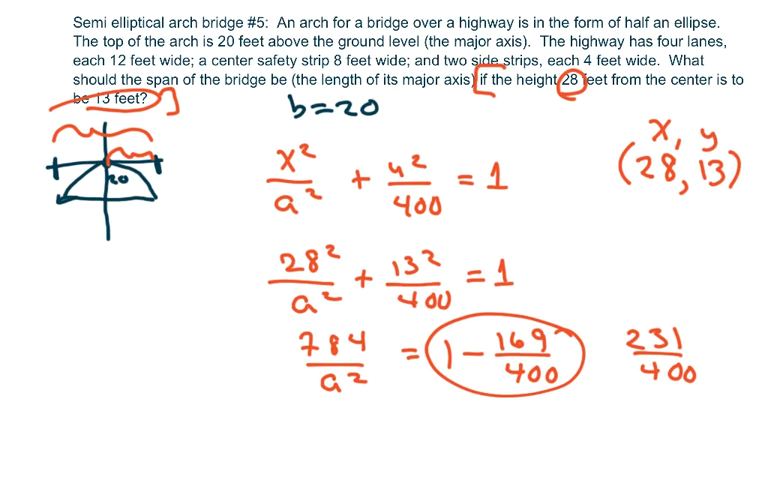 Semi elliptical arch bridge #5: An arch for a bridge over a highway is in the form of half an ellipse.
The top of the arch is 20 feet above the ground level (the major axis). The highway has four lanes,
each 12 feet wide; a center safety strip 8 feet wide; and two side strips, each 4 feet wide. What
should the span of the bridge be (the length of its major axis) if the height 28 feet from the center is to
be 13 feet?
b=20
x, y
(28, 13)
20
x²/a² + y²/400 = 1
28²/a² + 13²/400 = 1
784/a² = 1 - 169/400
231/400